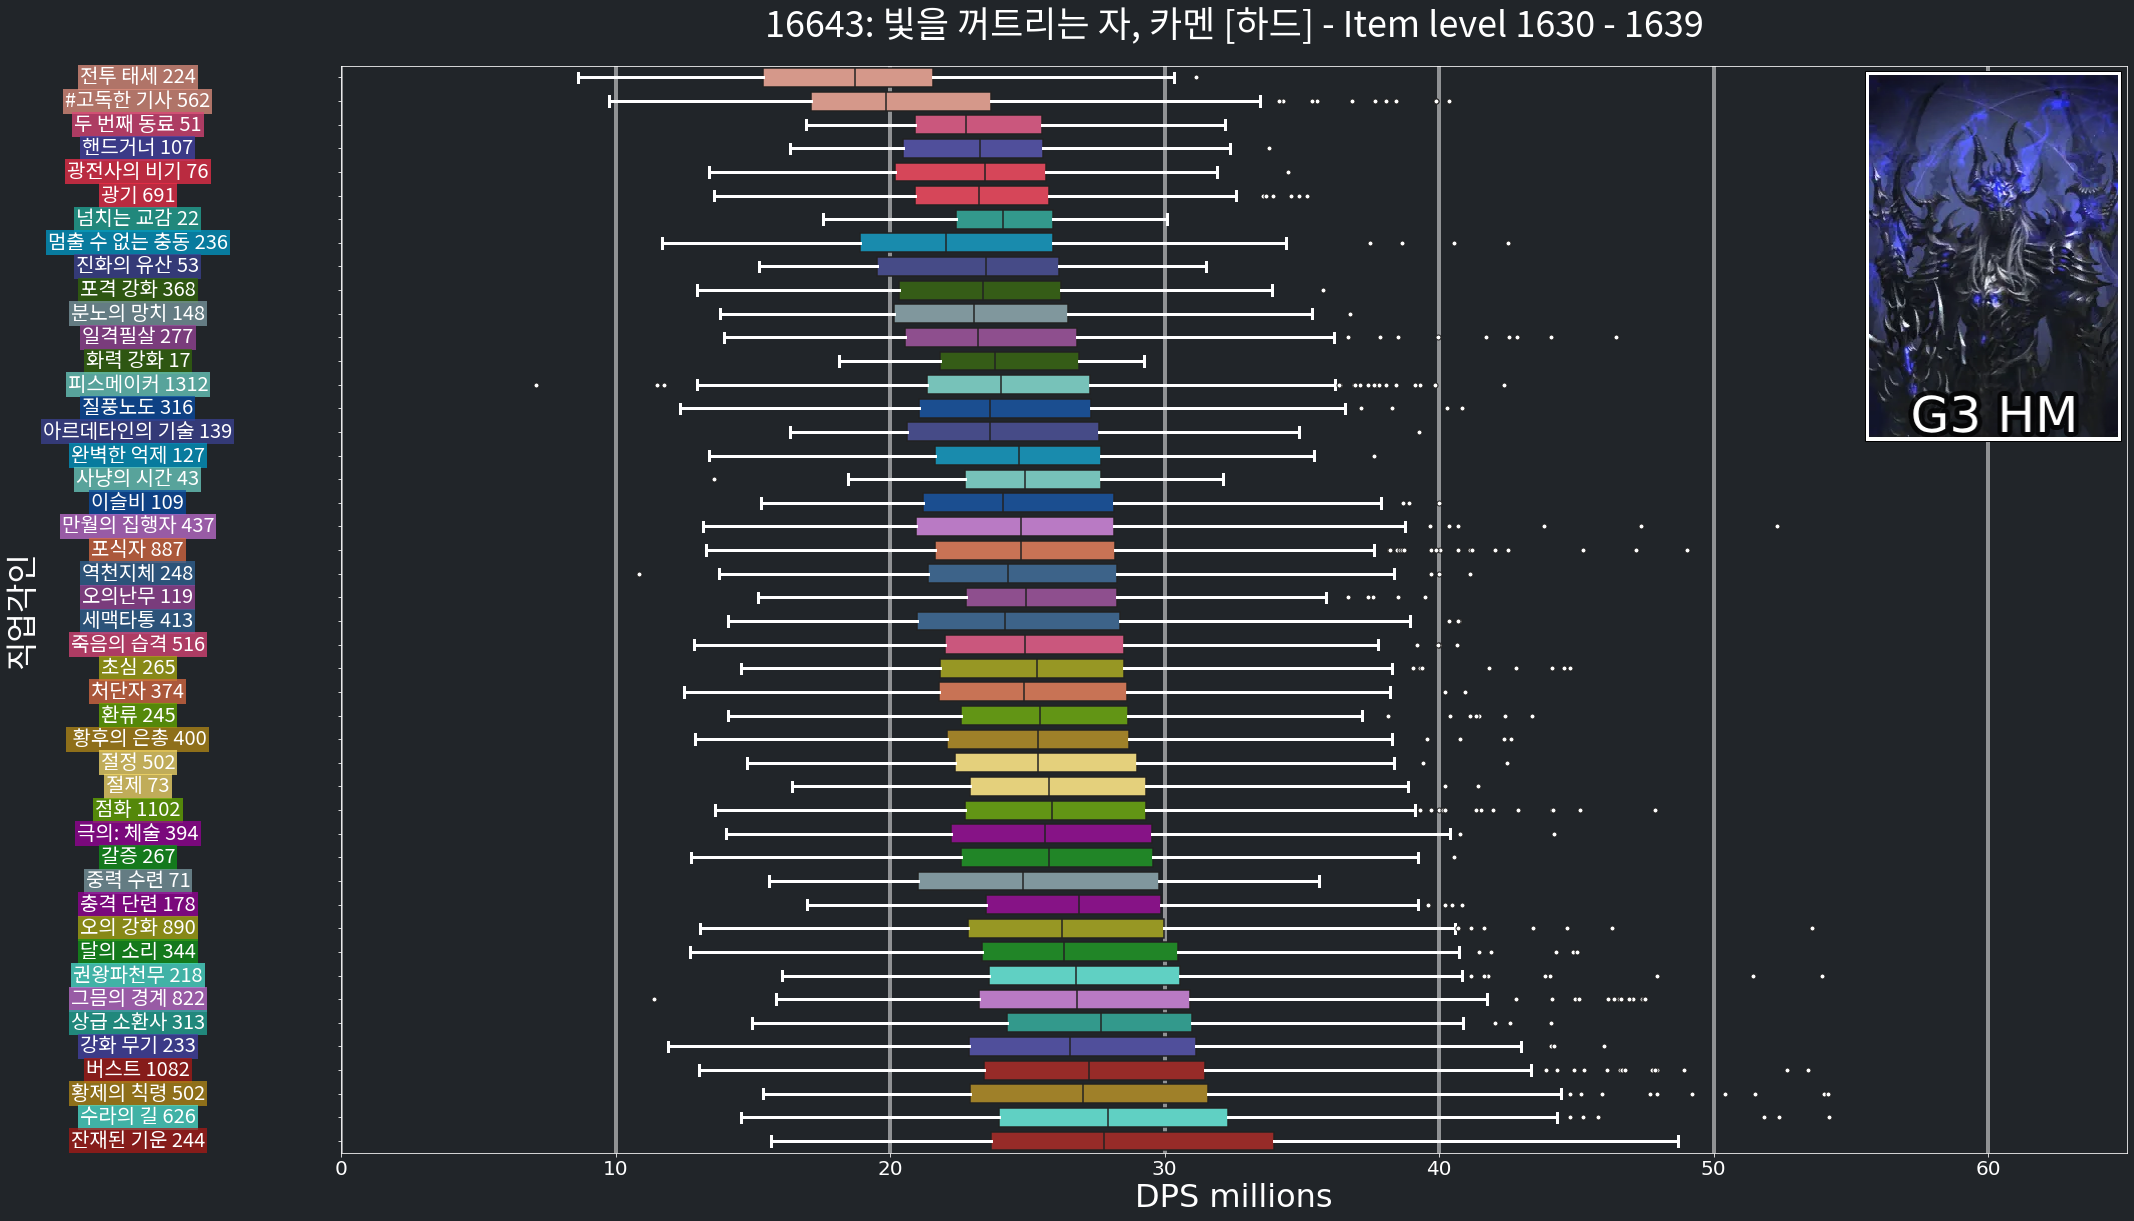 16643: 빛을 꺼트리는 자, 카멘 [하드] - Item level 1630 - 1639
전투 태세 224
#고독한 기사 562
두 번째 동료 51
핸드거너 107
광전사의 비기 76
광기 691
넘치는 교감 22
멈출 수 없는 충동 236
진화의 유산 53
포격 강화 368
분노의 망치 148
일격필살 277
화력 강화 17
피스메이커 1312
질풍노도 316
아르데타인의 기술 139
완벽한 억제 127
사냥의 시간 43
이슬비 109
만월의 집행자 437
포식자 887
역천지체 248
오의난무 119
세맥타통 413
죽음의 습격 516
초심 265
처단자 374
환류 245
황후의 은총 400
절정 502
절제 73
점화 1102
극의: 체술 394
갈증 267
중력 수련 71
충격 단련 178
오의 강화 890
달의 소리 344
권왕파천무 218
그믐의 경계 822
상급 소환사 313
강화 무기 233
버스트 1082
황제의 칙령 502
수라의 길 626
잔재된 기운 244
직업각인
G3 HM
0 10 20 30 40 50 60
DPS millions